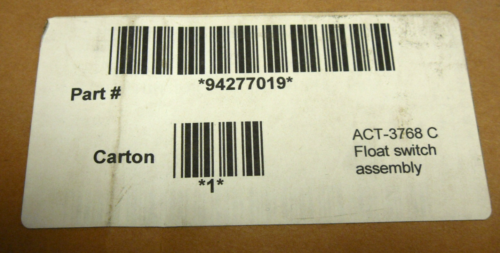 Part # *94277019*
Carton *1*
ACT-3768 C
Float switch
assembly